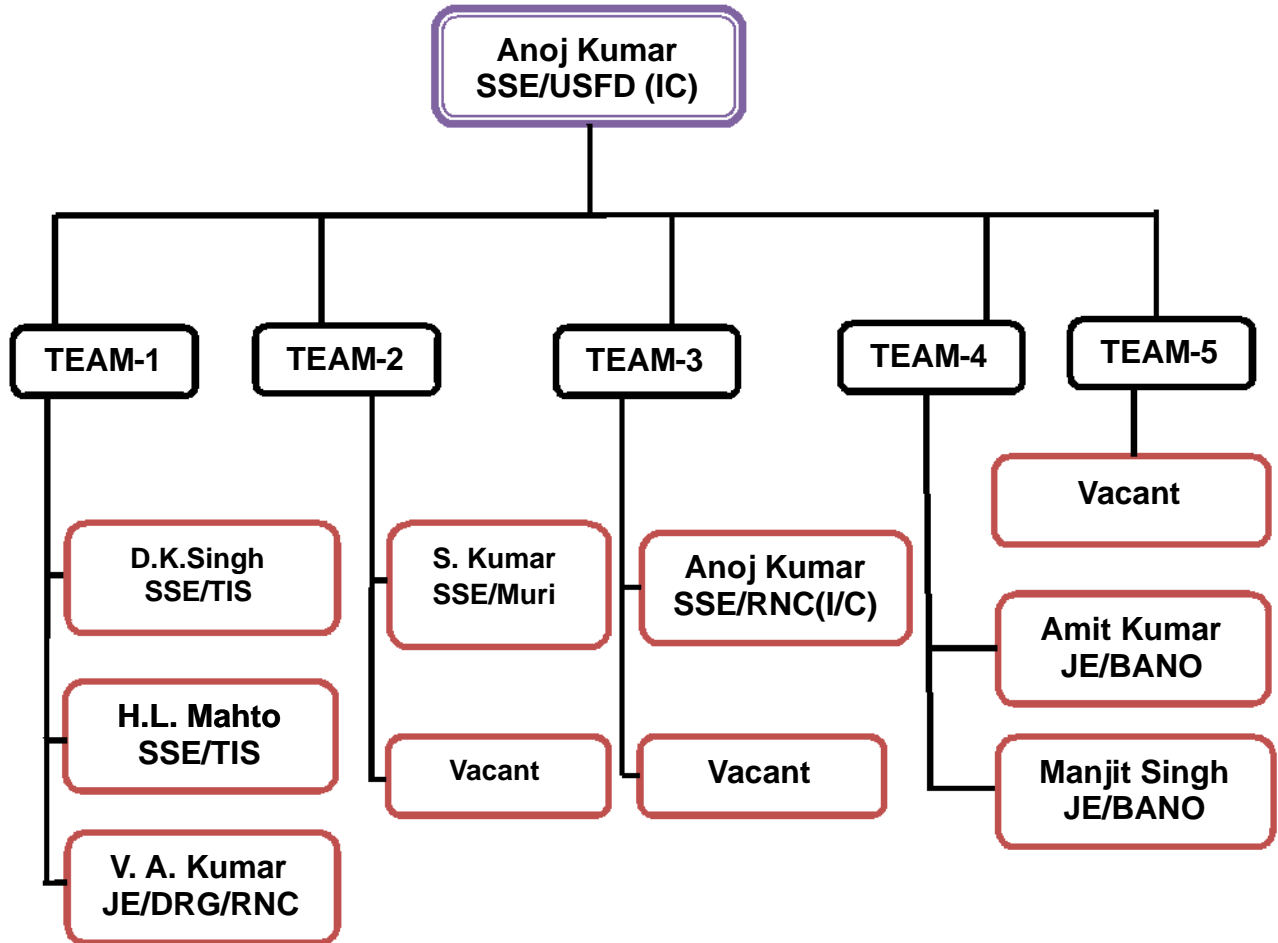 Anoj Kumar
SSE/USFD (IC)
TEAM-1
TEAM-2
TEAM-3
TEAM-4
TEAM-5
D.K.Singh
SSE/TIS
H.L. Mahto
SSE/TIS
V. A. Kumar
JE/DRG/RNC
S. Kumar
SSE/Muri
Vacant
Anoj Kumar
SSE/RNC(I/C)
Vacant
Amit Kumar
JE/BANO
Manjit Singh
JE/BANO
Vacant